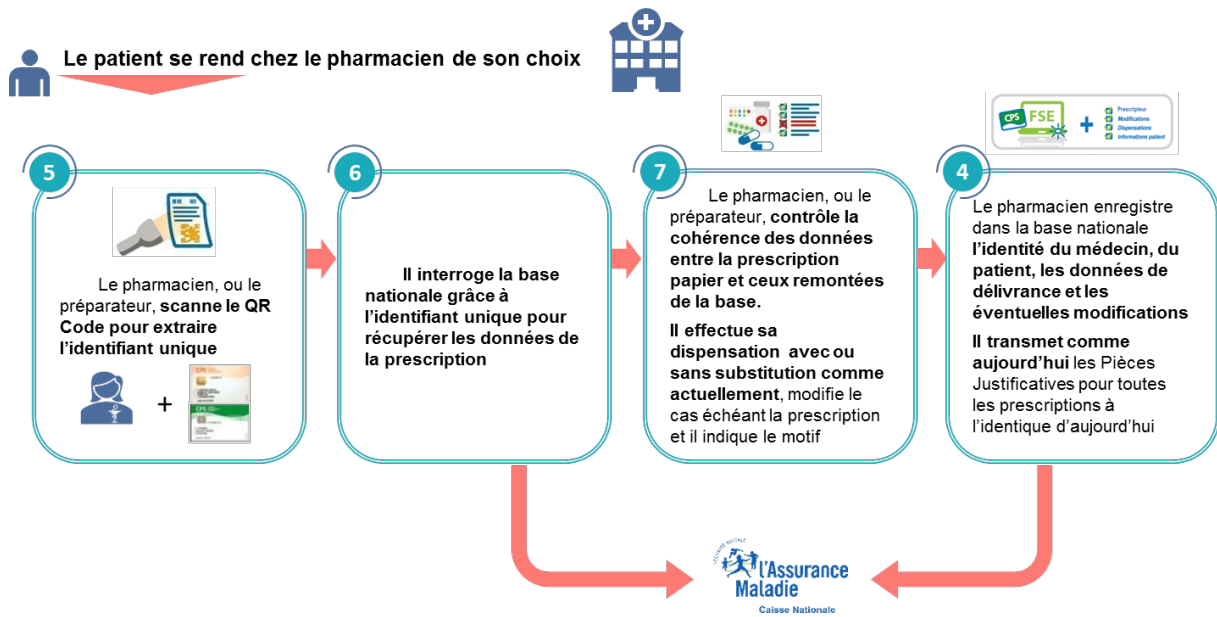 Le patient se rend chez le pharmacien de son choix
5
Le pharmacien, ou le
préparateur, scanne le QR
Code pour extraire
l'identifiant unique
+
CPE
CPS
6
Il interroge la base
nationale grâce à
l'identifiant unique pour
récupérer les données de
la prescription
7
Le pharmacien, ou le
préparateur, contrôle la
cohérence des données
entre la prescription
papier et ceux remontées
de la base.
Il effectue sa
dispensation avec ou
sans substitution comme
actuellement, modifie le
cas échéant la prescription
et il indique le motif
CPS
FSE
+
Prescripteur
Modifications
Dispensations
Informations patient
4
Le pharmacien enregistre
dans la base nationale
l'identité du médecin, du
patient, les données de
délivrance et les
éventuelles modifications
Il transmet comme
aujourd'hui les Pièces
Justificatives pour toutes
les prescriptions à
l'identique d'aujourd'hui
l'Assurance
Maladie
Caisse Nationale